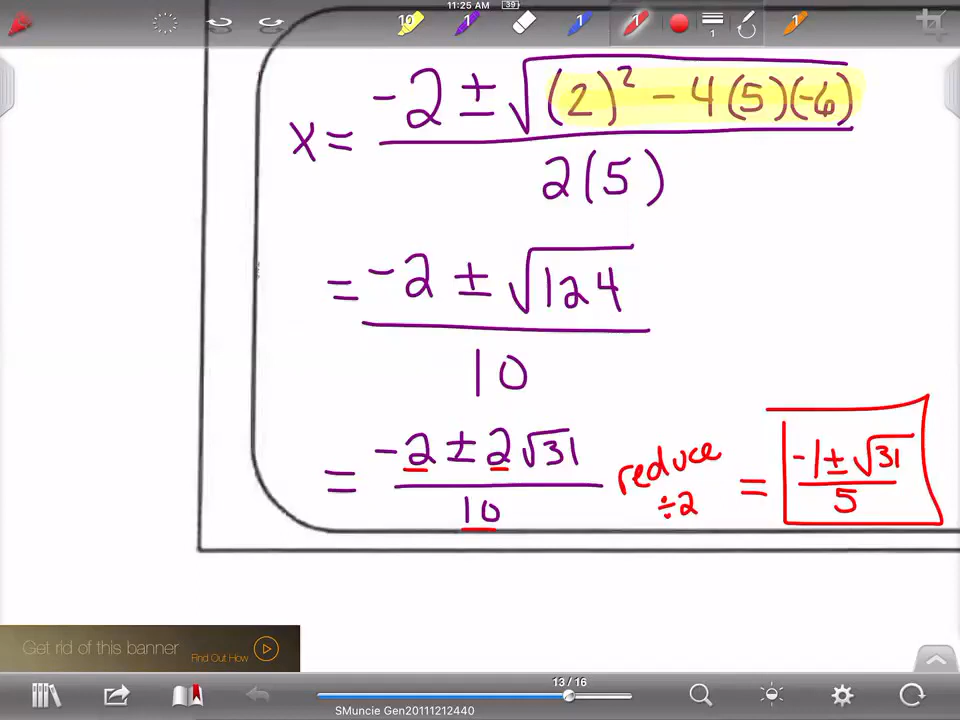 11:25 AM 39
10 1 1 1 1 1
x = -2 ± √(2)² - 4(5)(-6)
2(5)
= -2 ± √124
10
= -2 ± 2√31
10
reduce
÷2
= -1 ± √31
5
Get rid of this banner
Find Out How
13 / 16
SMuncie Gen20111212440